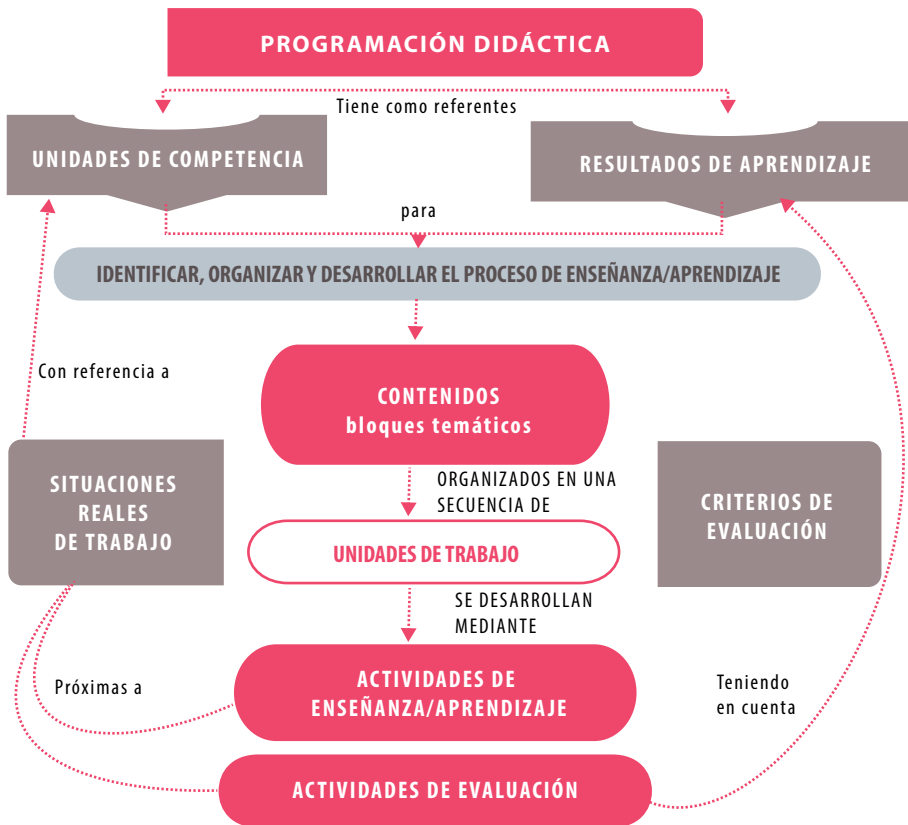 PROGRAMACIÓN DIDÁCTICA
Tiene como referentes
UNIDADES DE COMPETENCIA
RESULTADOS DE APRENDIZAJE
para
IDENTIFICAR, ORGANIZAR Y DESARROLLAR EL PROCESO DE ENSEÑANZA/APRENDIZAJE
Con referencia a
CONTENIDOS
bloques temáticos
ORGANIZADOS EN UNA
SECUENCIA DE
SITUACIONES
REALES
DE TRABAJO
CRITERIOS DE
EVALUACIÓN
UNIDADES DE TRABAJO
SE DESARROLLAN
MEDIANTE
Próximas a
ACTIVIDADES DE
ENSEÑANZA/APRENDIZAJE
Teniendo
en cuenta
ACTIVIDADES DE EVALUACIÓN